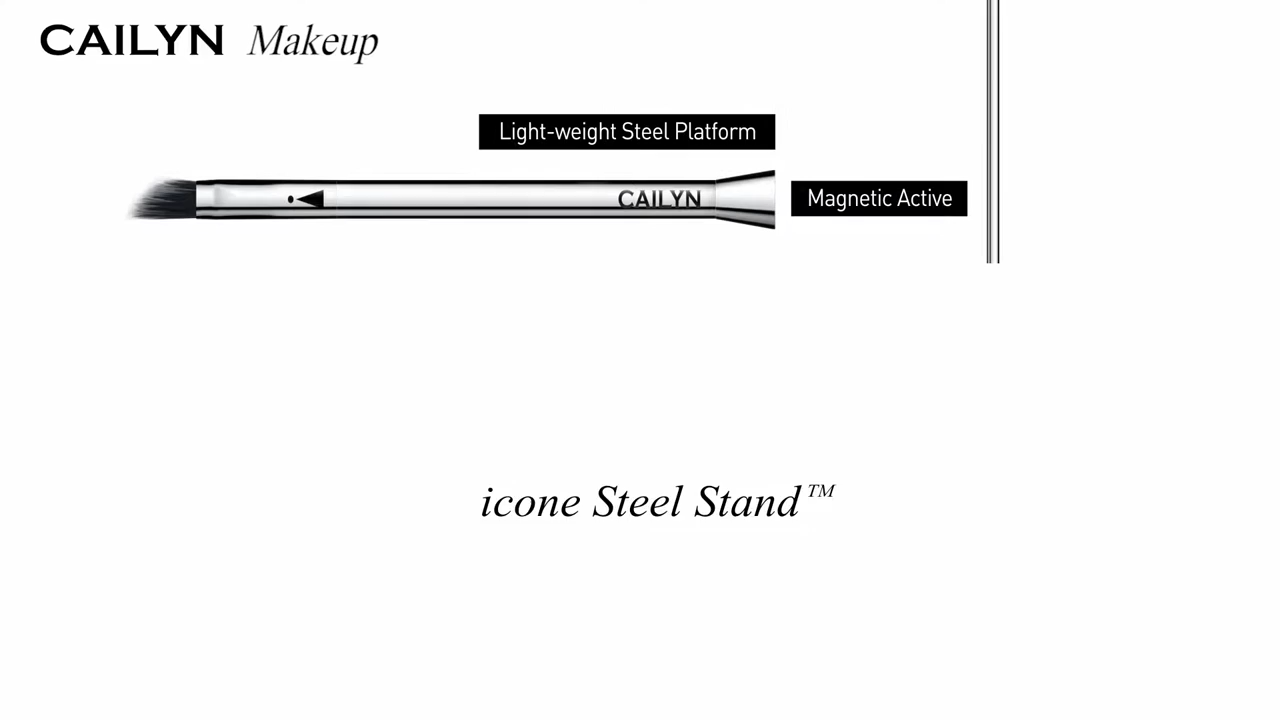 CAILYN Makeup
Light-weight Steel Platform
CAILYN
Magnetic Active
icone Steel Stand™